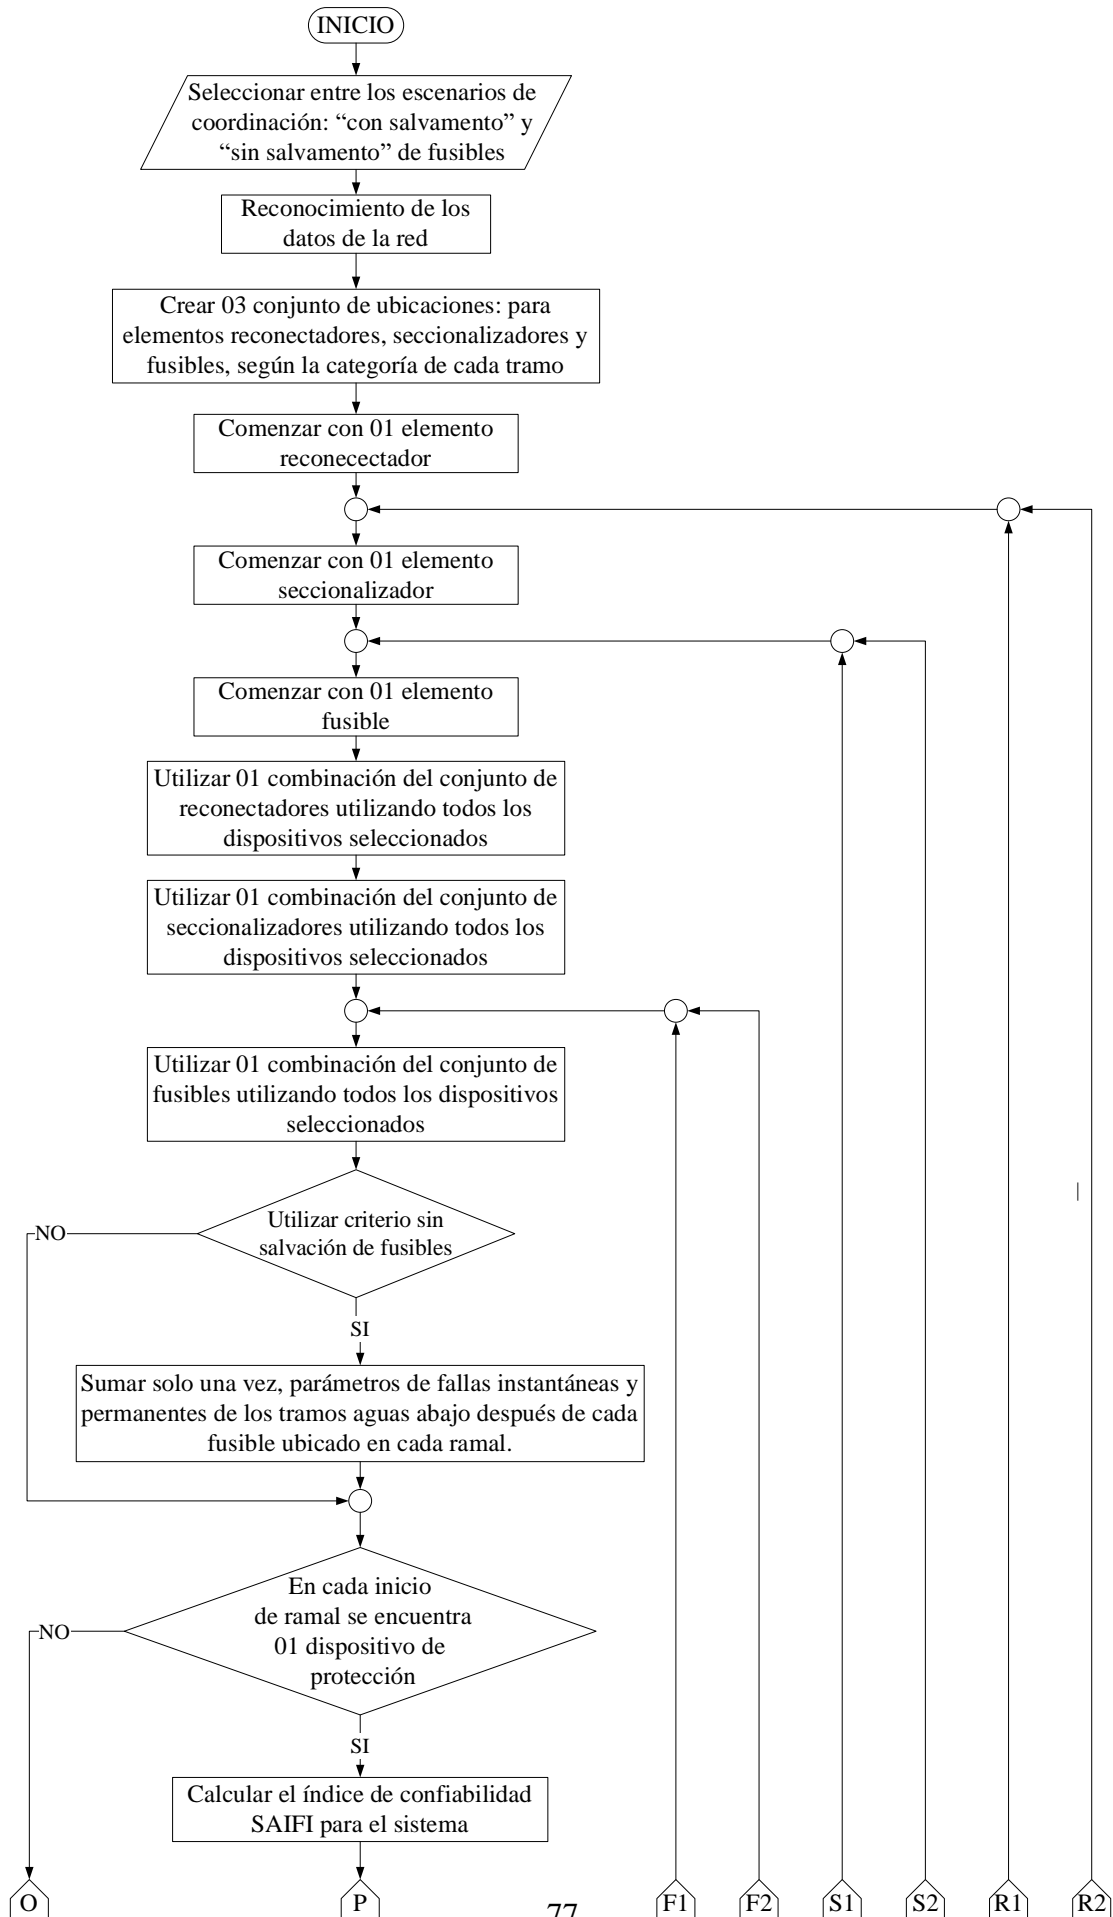 INICIO
Seleccionar entre los escenarios de
coordinación: “con salvamento” y
“sin salvamento” de fusibles
Reconocimiento de los
datos de la red
Crear 03 conjunto de ubicaciones: para
elementos reconectadores, seccionalizadores y
fusibles, según la categoría de cada tramo
Comenzar con 01 elemento
reconecectador
Comenzar con 01 elemento
seccionalizador
Comenzar con 01 elemento
fusible
Utilizar 01 combinación del conjunto de
reconectadores utilizando todos los
dispositivos seleccionados
Utilizar 01 combinación del conjunto de
seccionalizadores utilizando todos los
dispositivos seleccionados
Utilizar 01 combinación del conjunto de
fusibles utilizando todos los dispositivos
seleccionados
Utilizar criterio sin
salvación de fusibles
NO
SI
Sumar solo una vez, parámetros de fallas instantáneas y
permanentes de los tramos aguas abajo después de cada
fusible ubicado en cada ramal.
En cada inicio
de ramal se encuentra
01 dispositivo de
protección
NO
SI
Calcular el índice de confiabilidad
SAIFI para el sistema
O
P
F1
F2
S1
S2
R1
R2
77